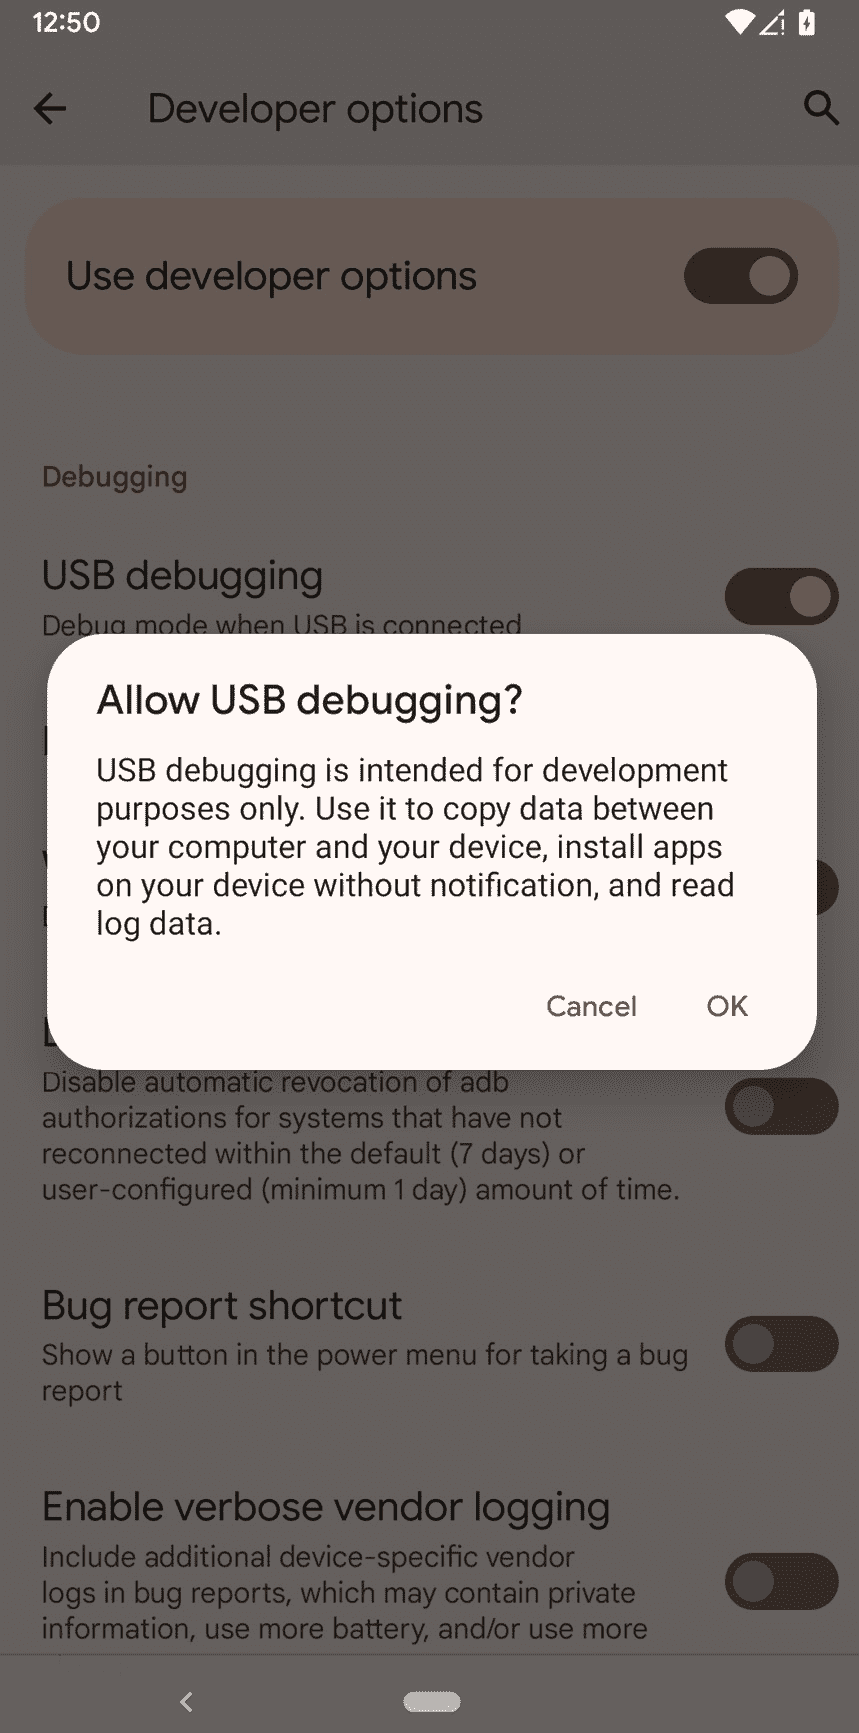 12:50
Developer options
Use developer options
Debugging
USB debugging
Debug mode when USB is connected
Allow USB debugging?
USB debugging is intended for development
purposes only. Use it to copy data between
your computer and your device, install apps
on your device without notification, and read
log data.
Cancel OK
Disable automatic revocation of adb
authorizations for systems that have not
reconnected within the default (7 days) or
user-configured (minimum 1 day) amount of time.
Bug report shortcut
Show a button in the power menu for taking a bug
report
Enable verbose vendor logging
Include additional device-specific vendor
logs in bug reports, which may contain private
information, use more battery, and/or use more